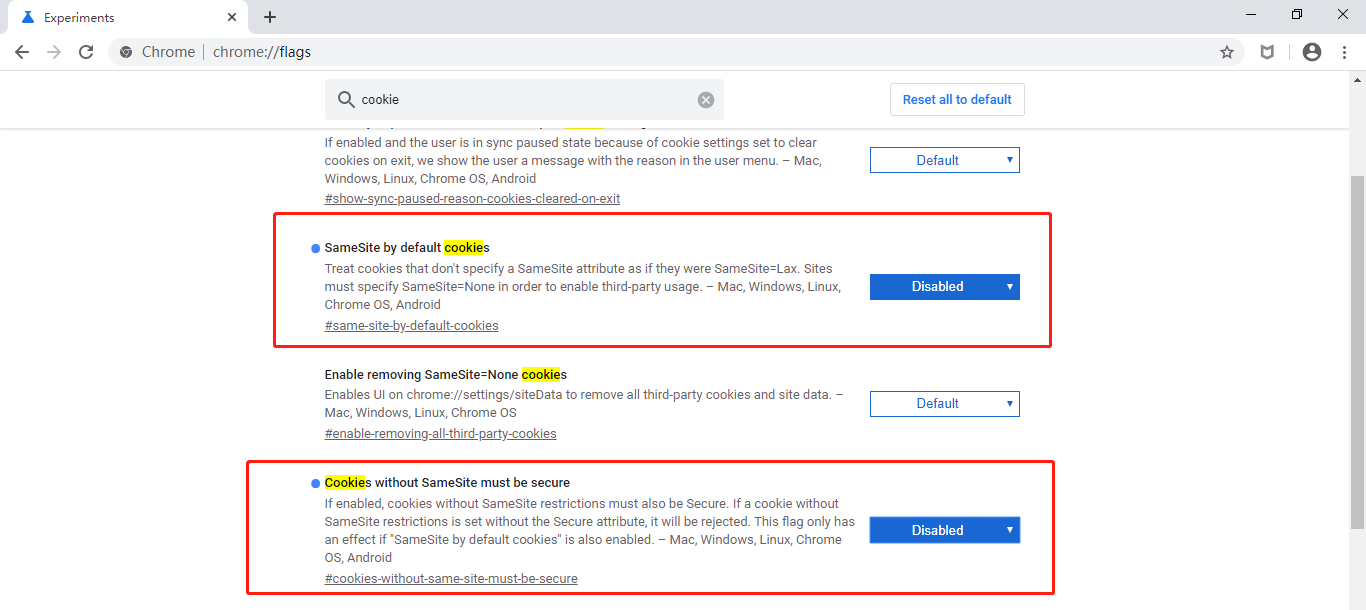 Experiments
Chrome
chrome://flags
cookie
Reset all to default
If enabled and the user is in sync paused state because of cookie settings set to clear
cookies on exit, we show the user a message with the reason in the user menu. – Mac,
Windows, Linux, Chrome OS, Android
Default
#show-sync-paused-reason-cookies-cleared-on-exit
SameSite by default cookies
Treat cookies that don't specify a SameSite attribute as if they were SameSite=Lax. Sites
must specify SameSite=None in order to enable third-party usage. – Mac, Windows, Linux,
Chrome OS, Android
Disabled
#same-site-by-default-cookies
Enable removing SameSite=None cookies
Enables UI on chrome://settings/siteData to remove all third-party cookies and site data. –
Mac, Windows, Linux, Chrome OS
Default
#enable-removing-all-third-party-cookies
Cookies without SameSite must be secure
If enabled, cookies without SameSite restrictions must also be Secure. If a cookie without
SameSite restrictions is set without the Secure attribute, it will be rejected. This flag only has
an effect if "SameSite by default cookies" is also enabled. – Mac, Windows, Linux, Chrome
OS, Android
Disabled
#cookies-without-same-site-must-be-secure